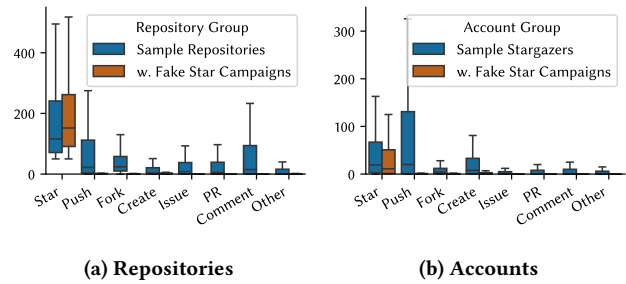 Repository Group
Sample Repositories
w. Fake Star Campaigns
400
200
0
Star
Push
Fork
Create
Issue
PR
Comment
Other
(a) Repositories
Account Group
Sample Stargazers
w. Fake Star Campaigns
300
200
100
0
Star
Push
Fork
Create
Issue
PR
Comment
Other
(b) Accounts